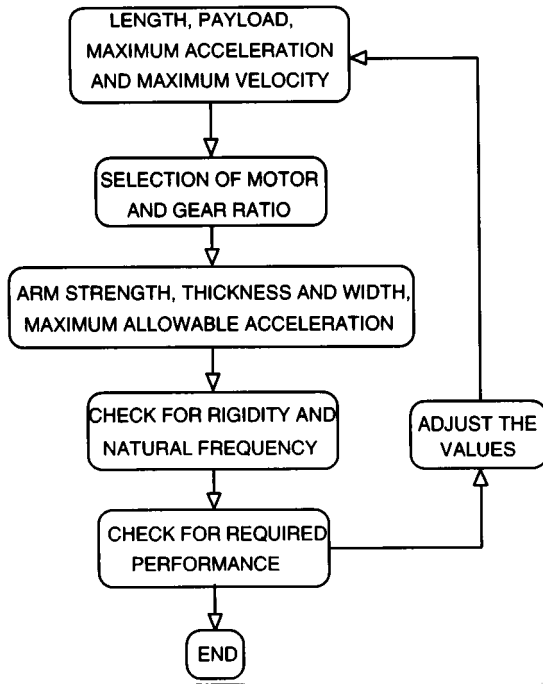 LENGTH, PAYLOAD,
MAXIMUM ACCELERATION
AND MAXIMUM VELOCITY
SELECTION OF MOTOR
AND GEAR RATIO
ARM STRENGTH, THICKNESS AND WIDTH,
MAXIMUM ALLOWABLE ACCELERATION
CHECK FOR RIGIDITY AND
NATURAL FREQUENCY
ADJUST THE
VALUES
CHECK FOR REQUIRED
PERFORMANCE
END